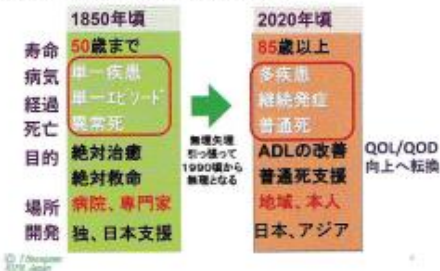 1850年頃
2020年頃
寿命 50歳まで 85歳以上
病気 単一疾患 多疾患
経過 単一エピソード 継続発症
死亡 異常死 普通死
無理矢理
引っ張って
1990頃から
無理となる
目的 絶対治癒 ADLの改善
絶対救命 普通死支援
QOL/QOD
向上へ転換
場所 病院、専門家 地域、本人
開発 独、日本支援 日本、アジア